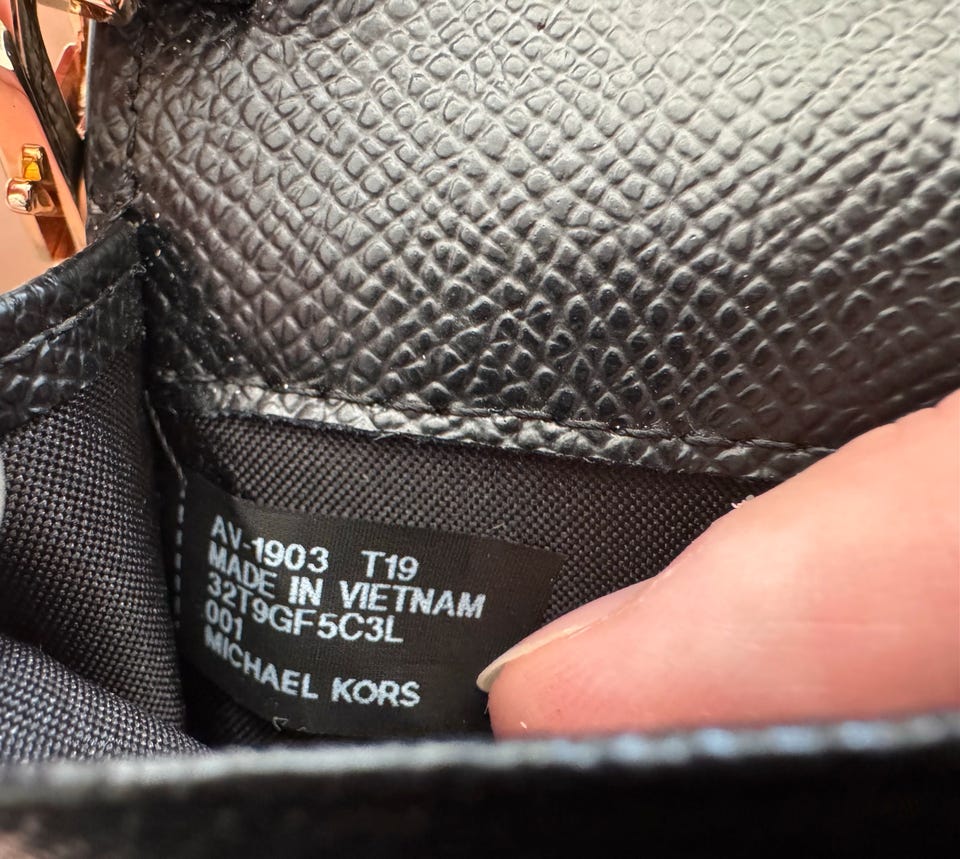 AV-1903 T19
MADE IN VIETNAM
32T9GF5C3L
001
MICHAEL KORS